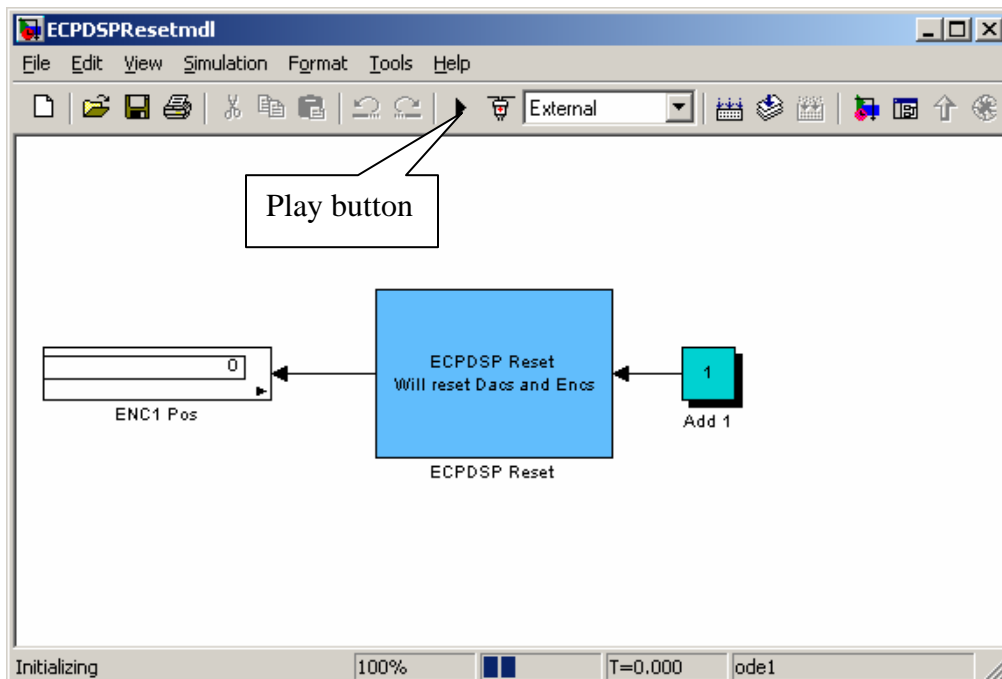 ECPDSPResetmdl
File Edit View Simulation Format Tools Help
External
Play button
0
ENC1 Pos
ECPDSP Reset
Will reset Dacs and Encs
ECPDSP Reset
1
Add 1
Initializing 100% T=0.000 ode1